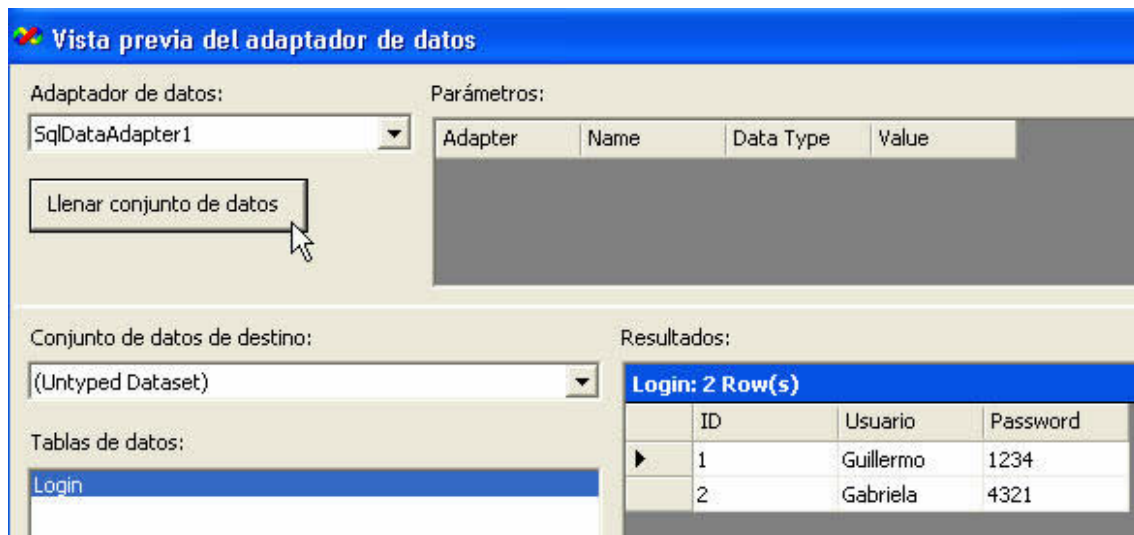 Vista previa del adaptador de datos
Adaptador de datos:
SqlDataAdapter1
Llenar conjunto de datos
Parámetros:
Adapter Name Data Type Value
Conjunto de datos de destino:
(Untyped Dataset)
Tablas de datos:
Login
Resultados:
Login: 2 Row(s)
ID Usuario Password
1 Guillermo 1234
2 Gabriela 4321